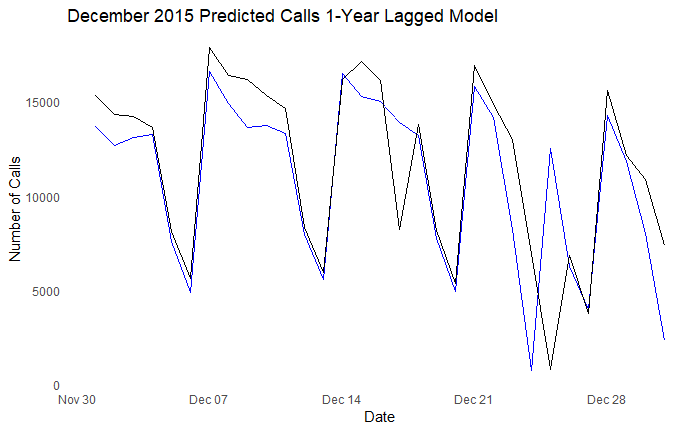 December 2015 Predicted Calls 1-Year Lagged Model
15000
10000
5000
0
Number of Calls
Nov 30 Dec 07 Dec 14 Dec 21 Dec 28
Date